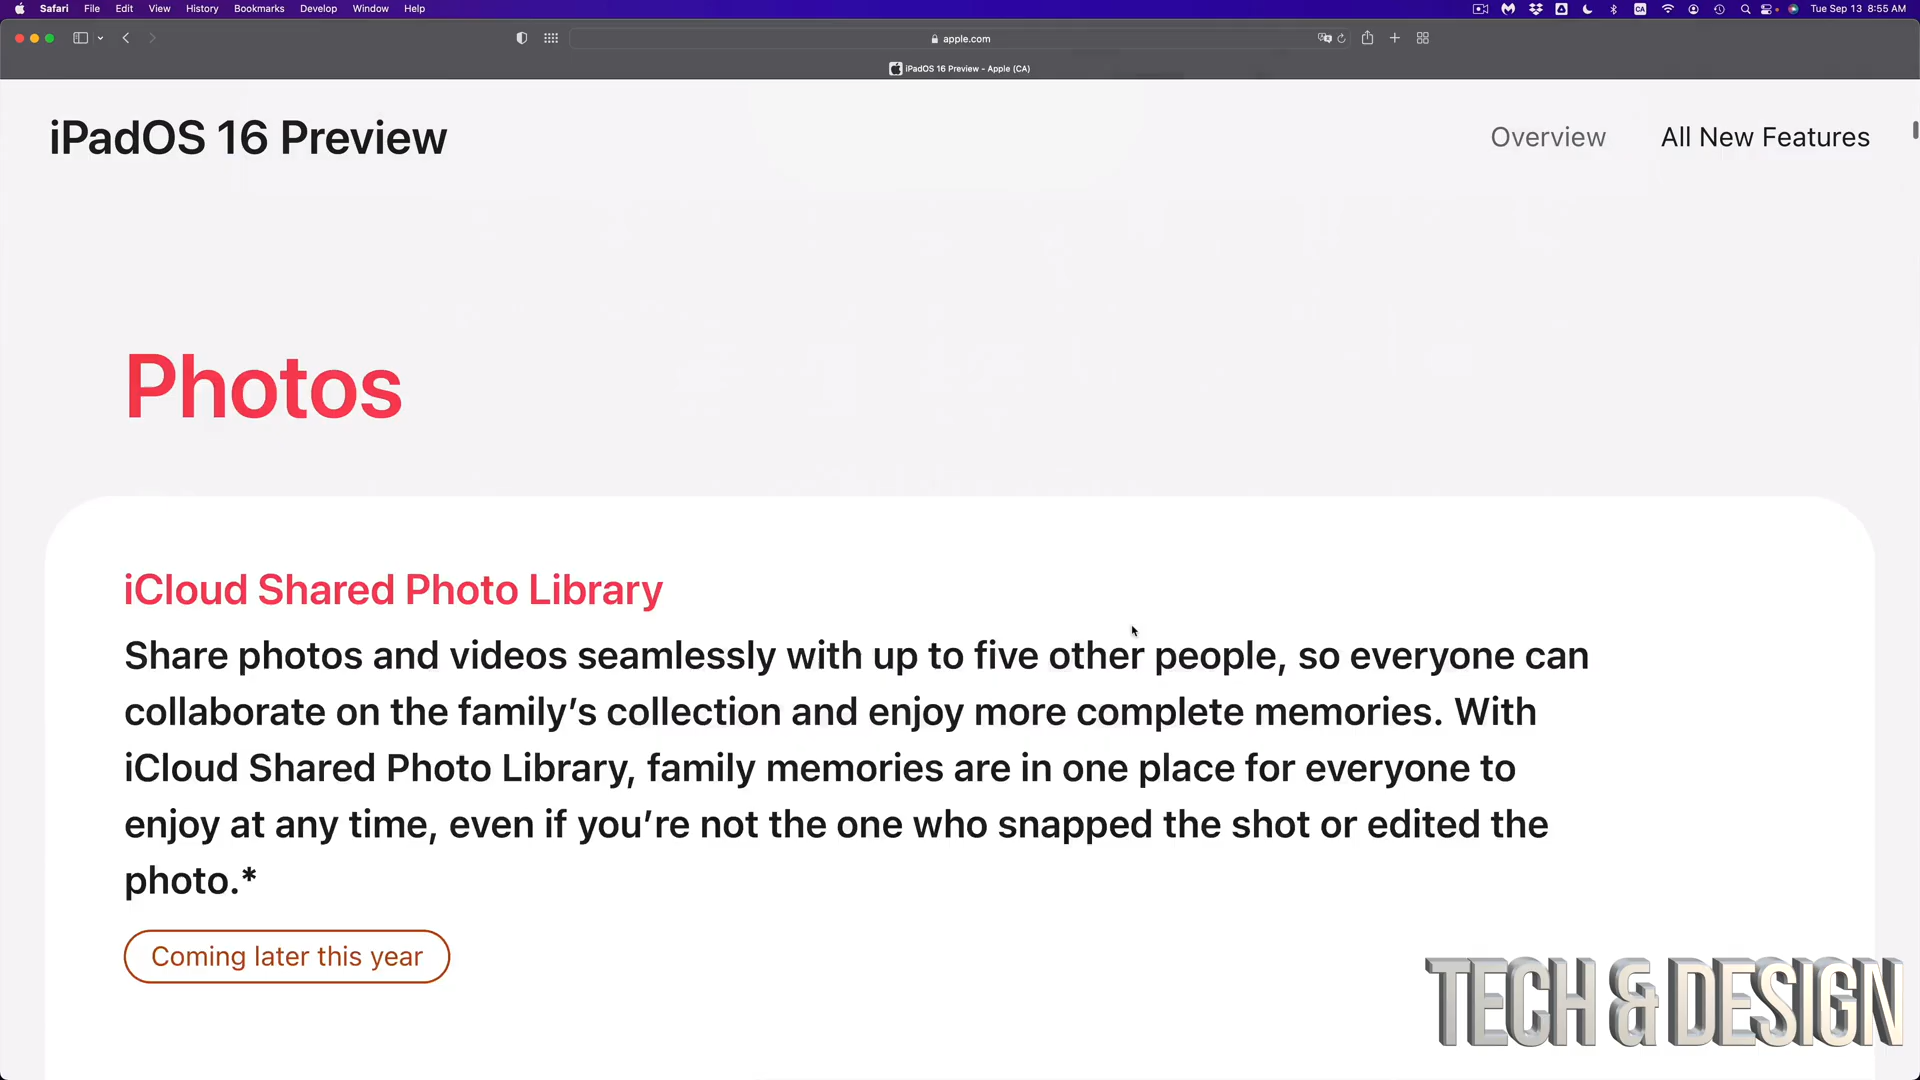 Safari File Edit View History Bookmarks Develop Window Help
CA
Tue Sep 13 8:55 AM
apple.com
iPadOS 16 Preview - Apple (CA)
iPadOS 16 Preview
Overview
All New Features
Photos
iCloud Shared Photo Library
Share photos and videos seamlessly with up to five other people, so everyone can
collaborate on the family’s collection and enjoy more complete memories. With
iCloud Shared Photo Library, family memories are in one place for everyone to
enjoy at any time, even if you’re not the one who snapped the shot or edited the
photo.*
Coming later this year
TECH & DESIGN